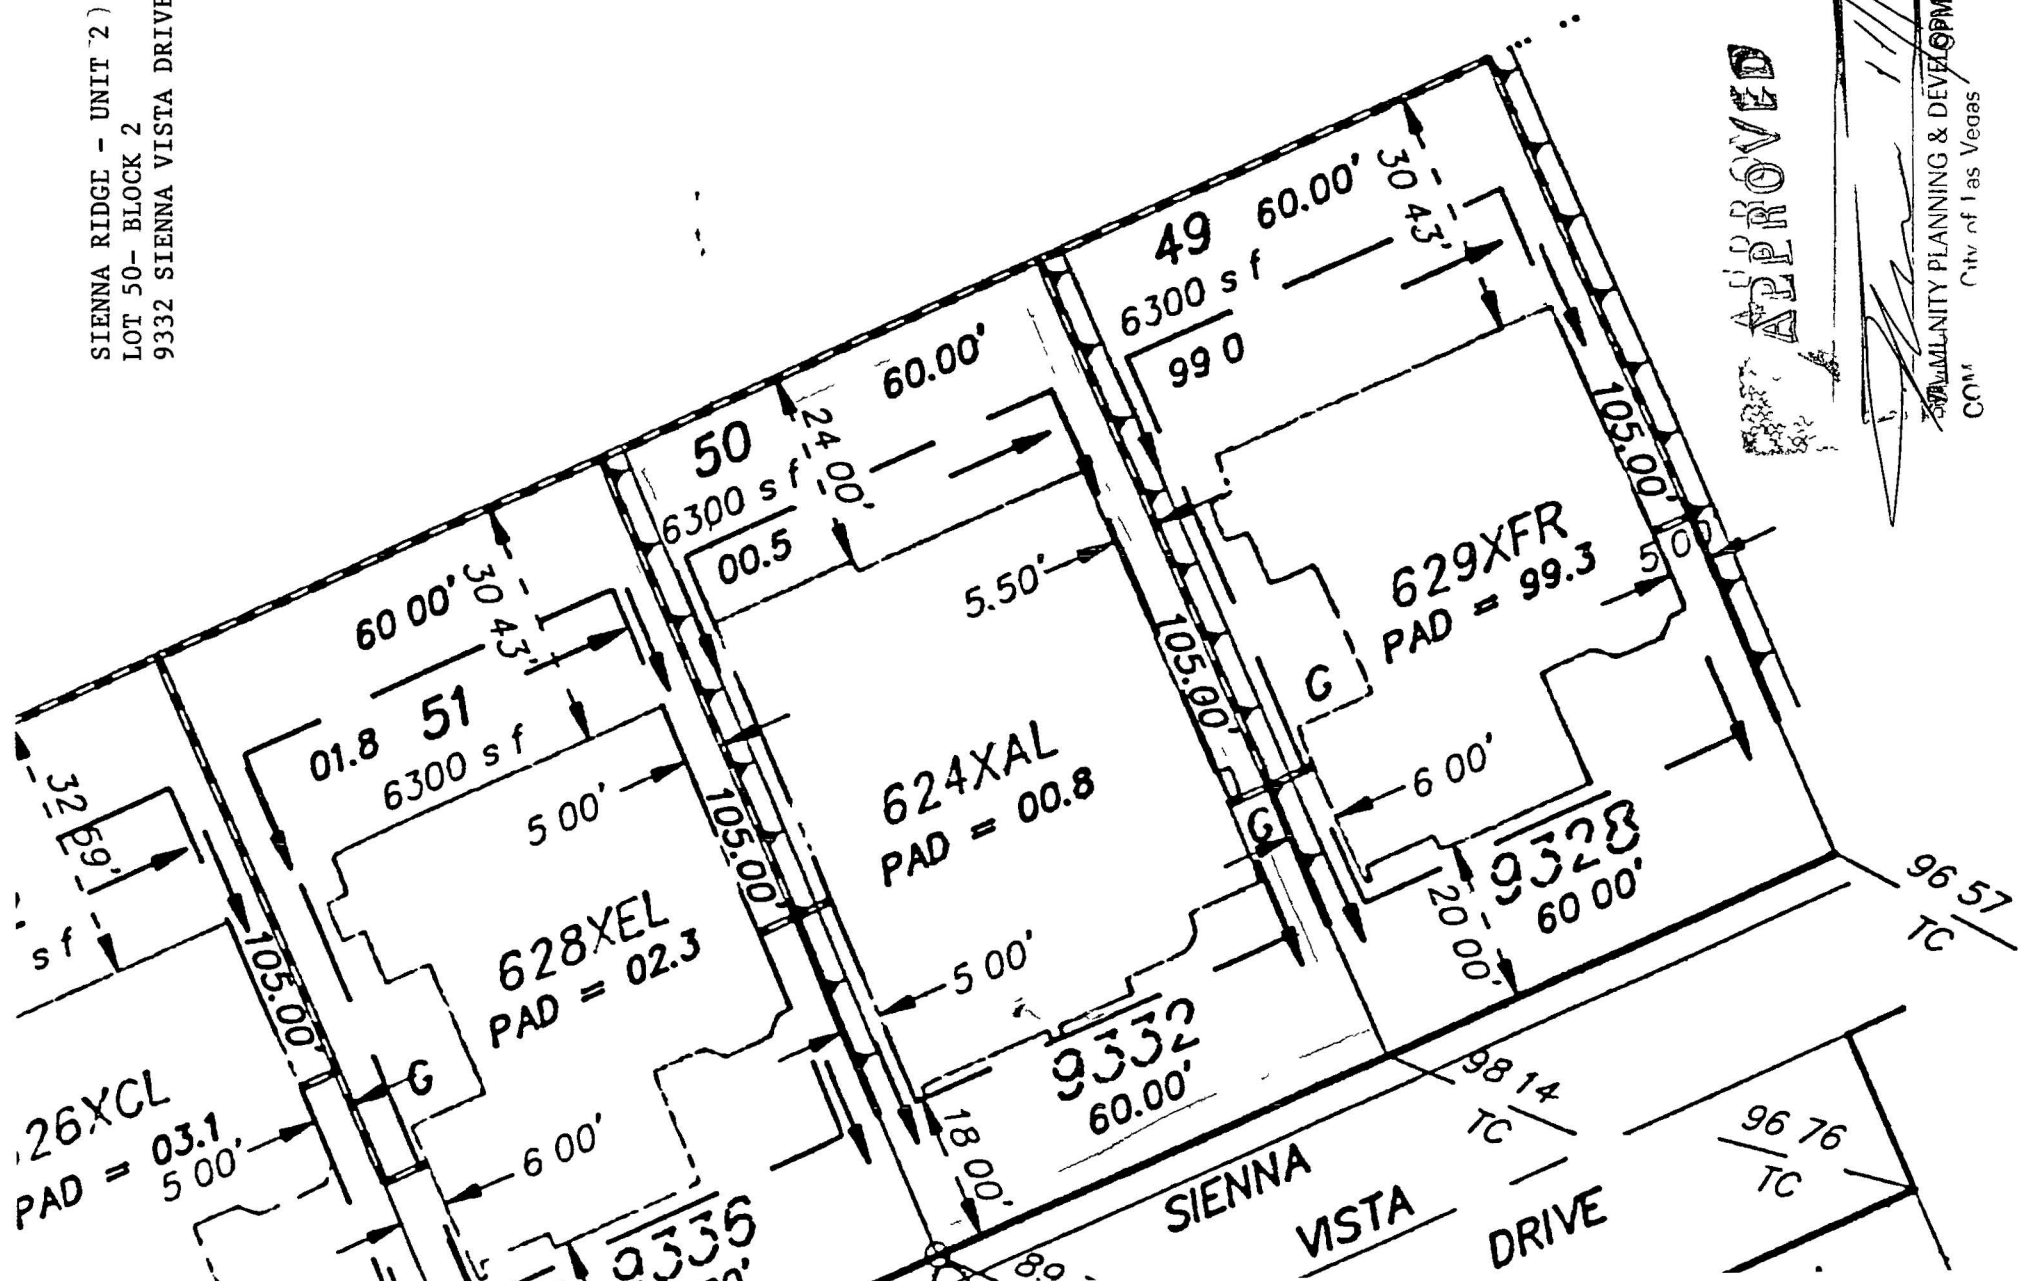 SIENNA RIDGE - UNIT 2)
LOT 50- BLOCK 2
9332 SIENNA VISTA DRIVE
APPROVED
COMMUNITY PLANNING & DEVELOPM
City of Las Vegas
COM
49
60.00'
30 43'
6300 s f
99 0
105.00'
629XFR
PAD = 99.3
5 00
G
6 00'
9328
60 00'
20 00'
96 57
TC
50
60.00'
24 00'
6300 s f
00.5
5.50'
105.00'
624XAL
PAD = 00.8
G
5 00'
9332
60.00'
18 00'
98 14
TC
51
60 00'
30 43'
01.8
6300 s f
5 00'
105.00'
628XEL
PAD = 02.3
G
6 00'
9336
32 69'
s f
105.00'
26XCL
PAD = 03.1
5 00'
SIENNA
VISTA
DRIVE
96 76
TC
89